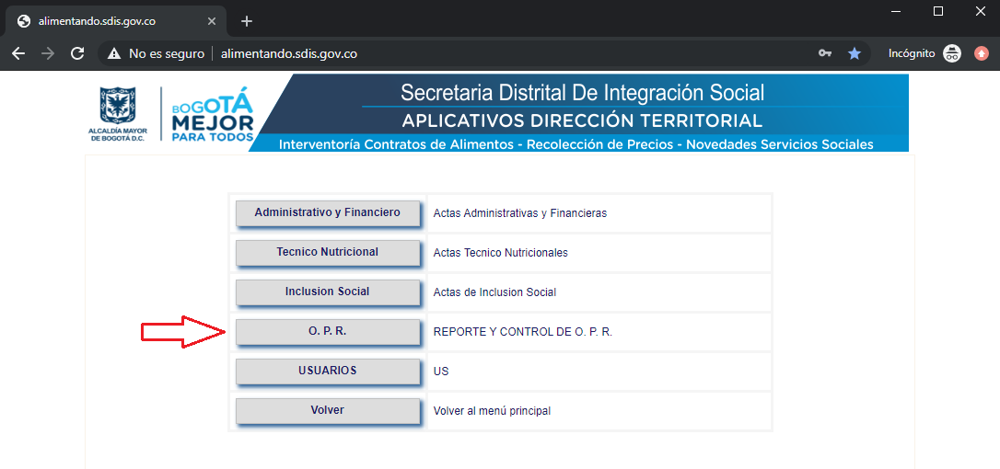 alimentando.sdis.gov.co
No es seguro alimentando.sdis.gov.co Incógnito
ALCALDÍA MAYOR
DE BOGOTÁ D.C.
BOGOTÁ
MEJOR
PARA TODOS
Secretaria Distrital De Integración Social
APLICATIVOS DIRECCIÓN TERRITORIAL
Interventoría Contratos de Alimentos - Recolección de Precios - Novedades Servicios Sociales
Administrativo y Financiero Actas Administrativas y Financieras
Tecnico Nutricional Actas Tecnico Nutricionales
Inclusion Social Actas de Inclusion Social
O. P. R. REPORTE Y CONTROL DE O. P. R.
USUARIOS US
Volver Volver al menú principal